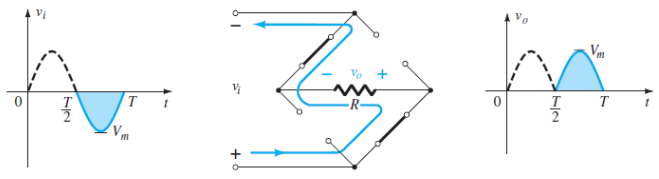 v_i
0
T/2
T
t
V_m
−
v_i
+
− v_o +
R
v_o
V_m
0
T/2
T
t